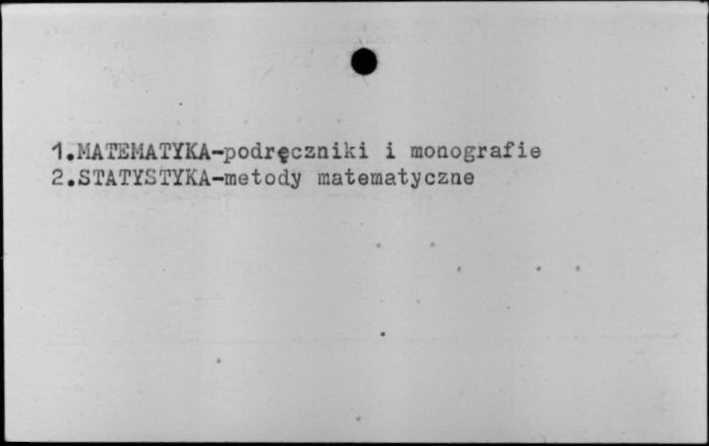 1.MATEMATYKA-podręczniki i monografie
2.STATYSTYKA-metody matematyczne